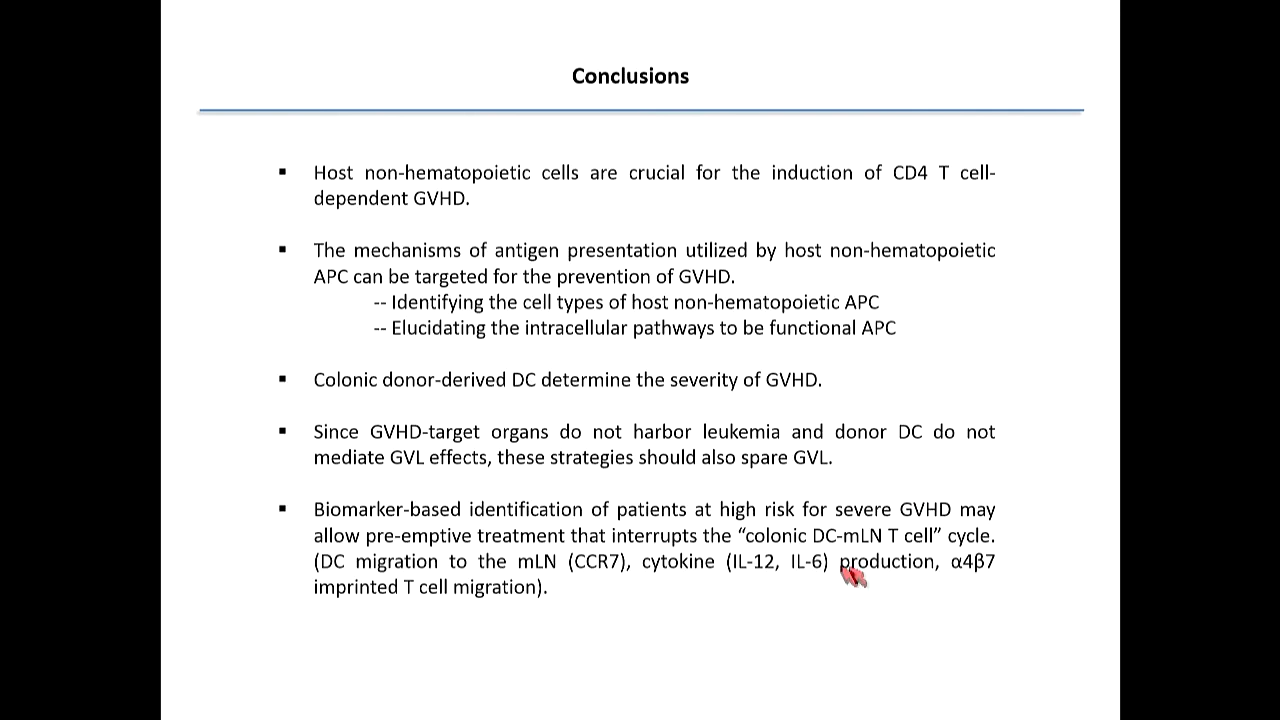 Conclusions
▪ Host non-hematopoietic cells are crucial for the induction of CD4 T cell-
dependent GVHD.
▪ The mechanisms of antigen presentation utilized by host non-hematopoietic
APC can be targeted for the prevention of GVHD.
-- Identifying the cell types of host non-hematopoietic APC
-- Elucidating the intracellular pathways to be functional APC
▪ Colonic donor-derived DC determine the severity of GVHD.
▪ Since GVHD-target organs do not harbor leukemia and donor DC do not
mediate GVL effects, these strategies should also spare GVL.
▪ Biomarker-based identification of patients at high risk for severe GVHD may
allow pre-emptive treatment that interrupts the “colonic DC-mLN T cell” cycle.
(DC migration to the mLN (CCR7), cytokine (IL-12, IL-6) production, α4β7
imprinted T cell migration).